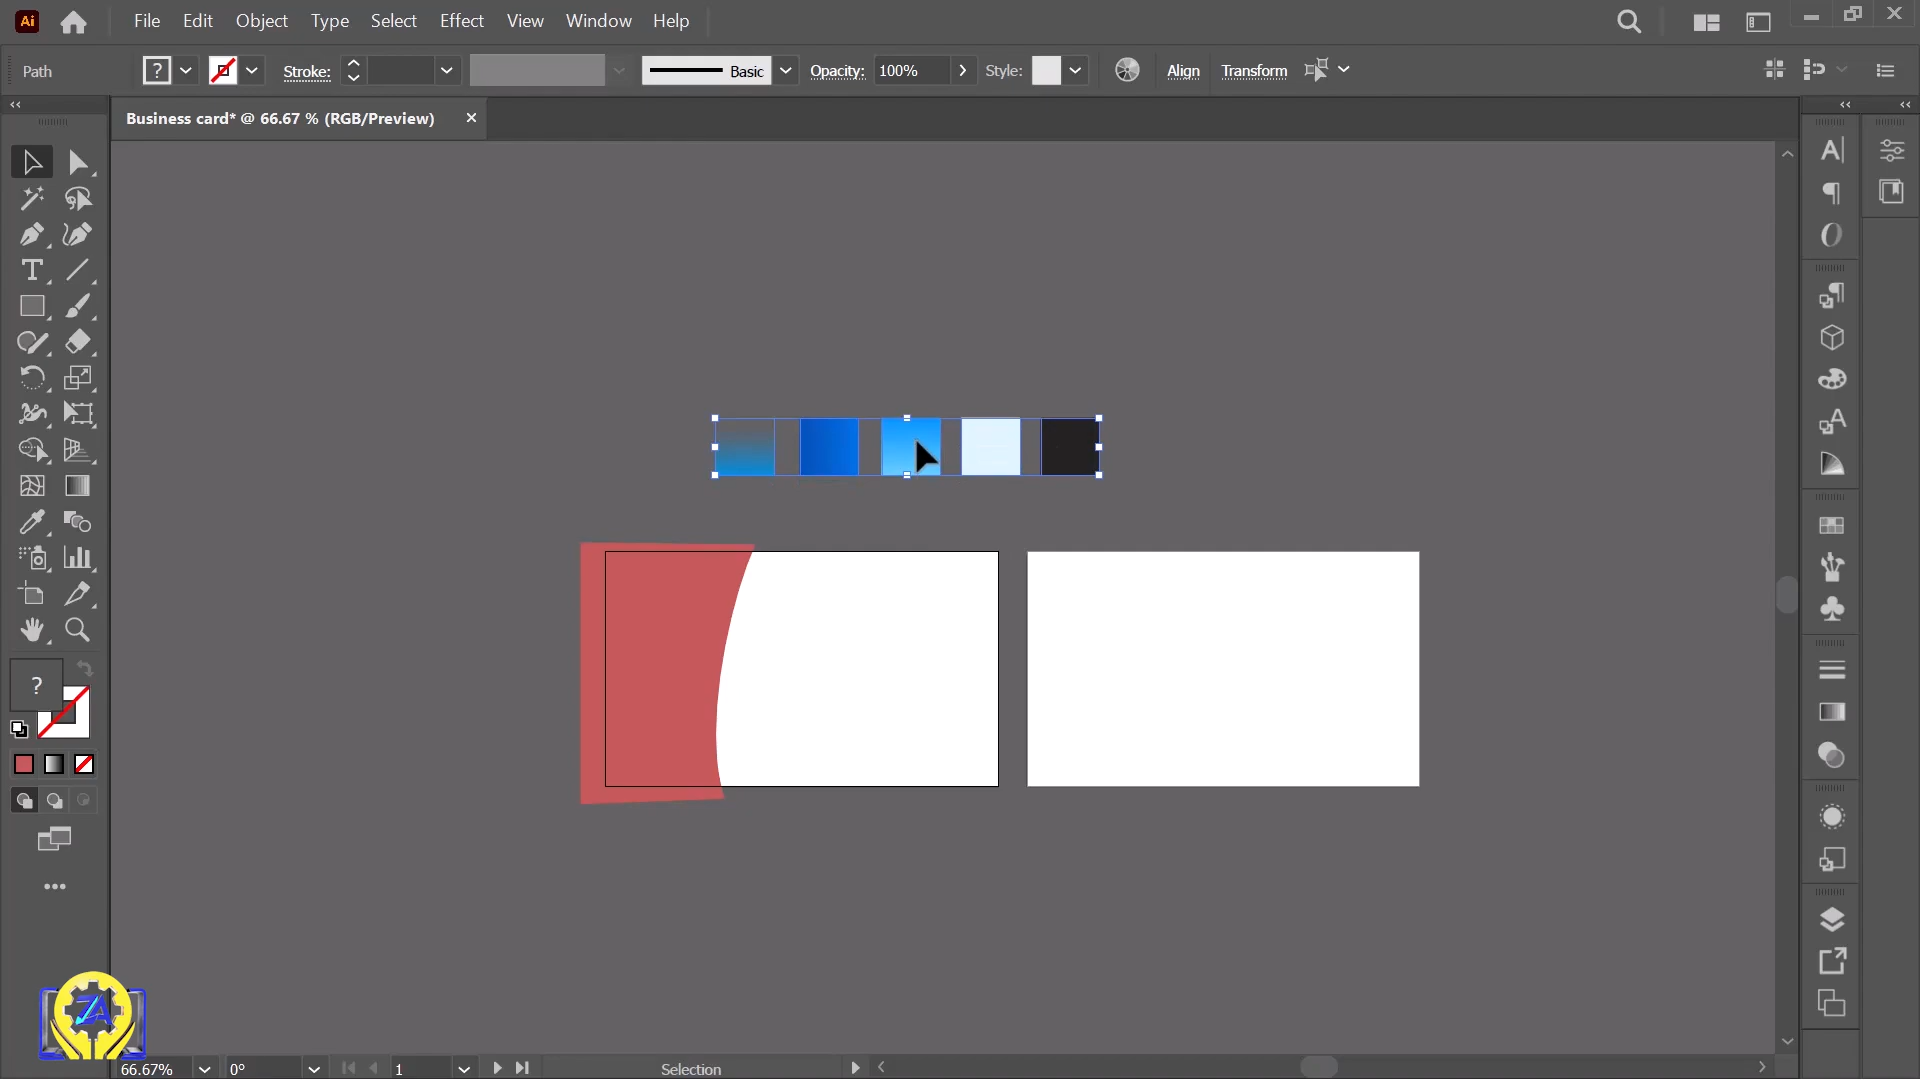 Ai File Edit Object Type Select Effect View Window Help
Path ? Stroke: Basic Opacity: 100% Style: Align Transform
Business card* @ 66.67 % (RGB/Preview)
?
ZA
66.67% 0° 1 Selection